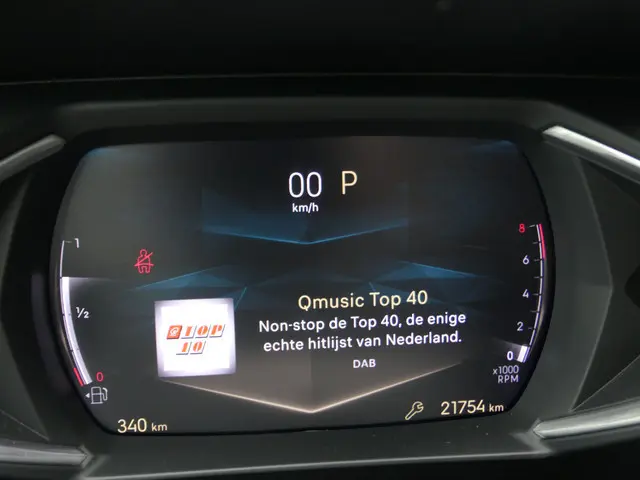 00 P
km/h
1
8
6
½
4
2
0
0
x1000
RPM
TOP
Qmusic Top 40
Non-stop de Top 40, de enige
echte hitlijst van Nederland.
DAB
340 km
21754 km